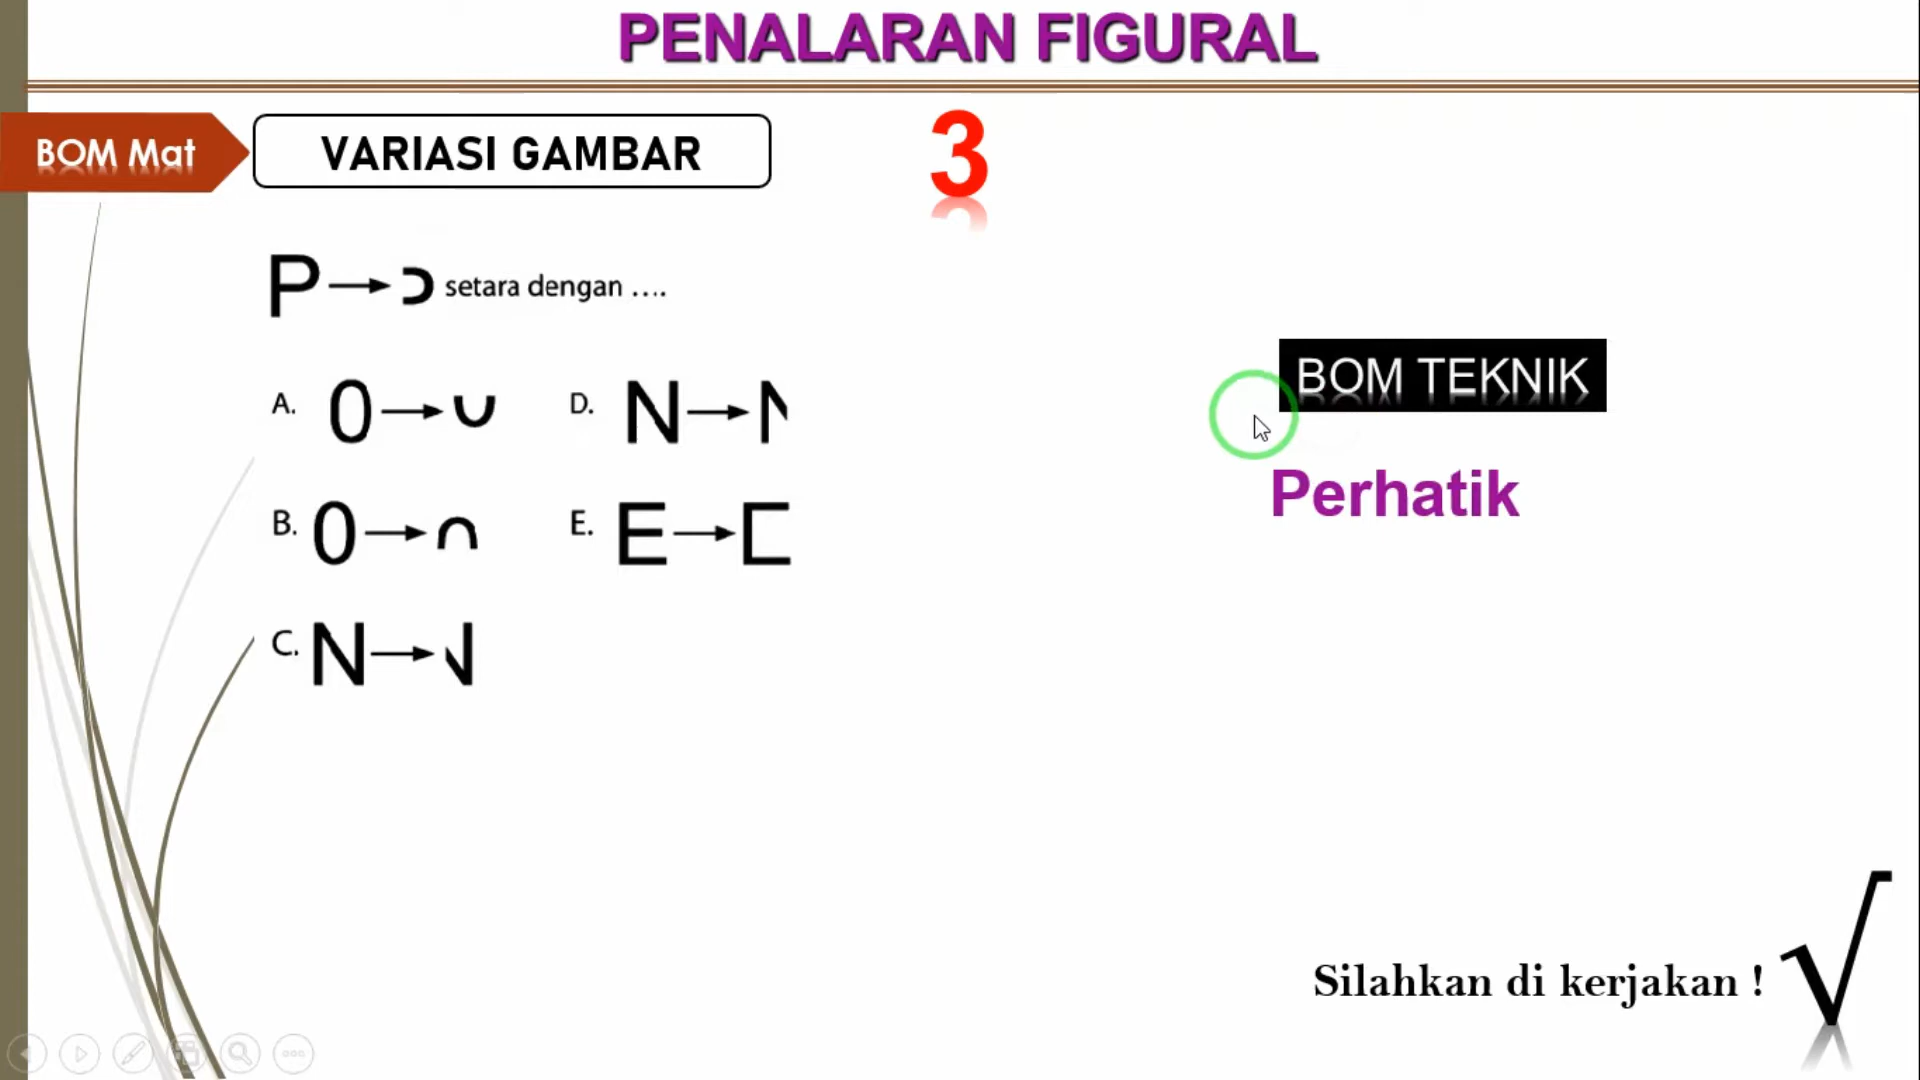 PENALARAN FIGURAL
BOM Mat
VARIASI GAMBAR
3
P → Ɔ setara dengan ....
A. O → ∪
B. O → ∩
C. N →
D. N →
E. E → ⊏
BOM TEKNIK
Perhatik
Silahkan di kerjakan !
√